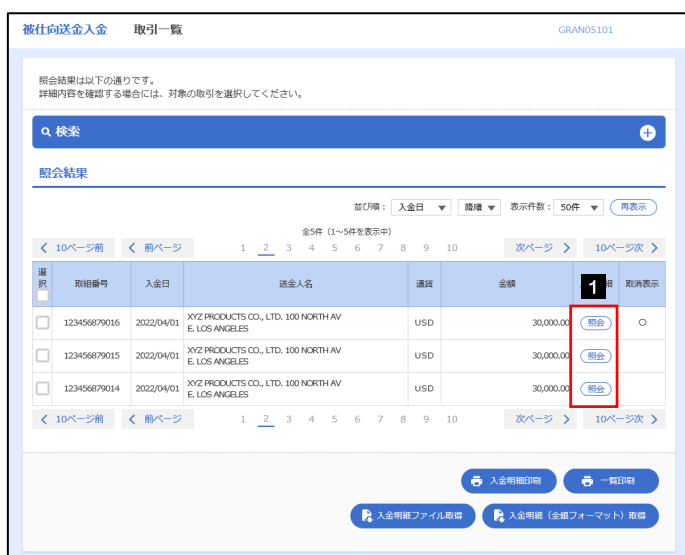 被仕向送金入金 取引一覧 GRAN05101
照会結果は以下の通りです。
詳細内容を確認する場合には、対象の取引を選択してください。
検索
照会結果
並び順： 入金日 降順 表示件数： 50件 再表示
全5件（1～5件を表示中）
10ページ前 前ページ 1 2 3 4 5 6 7 8 9 10 次ページ 10ページ次
選択 取組番号 入金日 送金人名 通貨 金額 1 細 取消表示
123456879016 2022/04/01 XYZ PRODUCTS CO., LTD. 100 NORTH AV
E. LOS ANGELES USD 30,000.00 照会 ○
123456879015 2022/04/01 XYZ PRODUCTS CO., LTD. 100 NORTH AV
E. LOS ANGELES USD 30,000.00 照会
123456879014 2022/04/01 XYZ PRODUCTS CO., LTD. 100 NORTH AV
E. LOS ANGELES USD 30,000.00 照会
10ページ前 前ページ 1 2 3 4 5 6 7 8 9 10 次ページ 10ページ次
入金明細印刷 一覧印刷
入金明細ファイル取得 入金明細（全銀フォーマット）取得